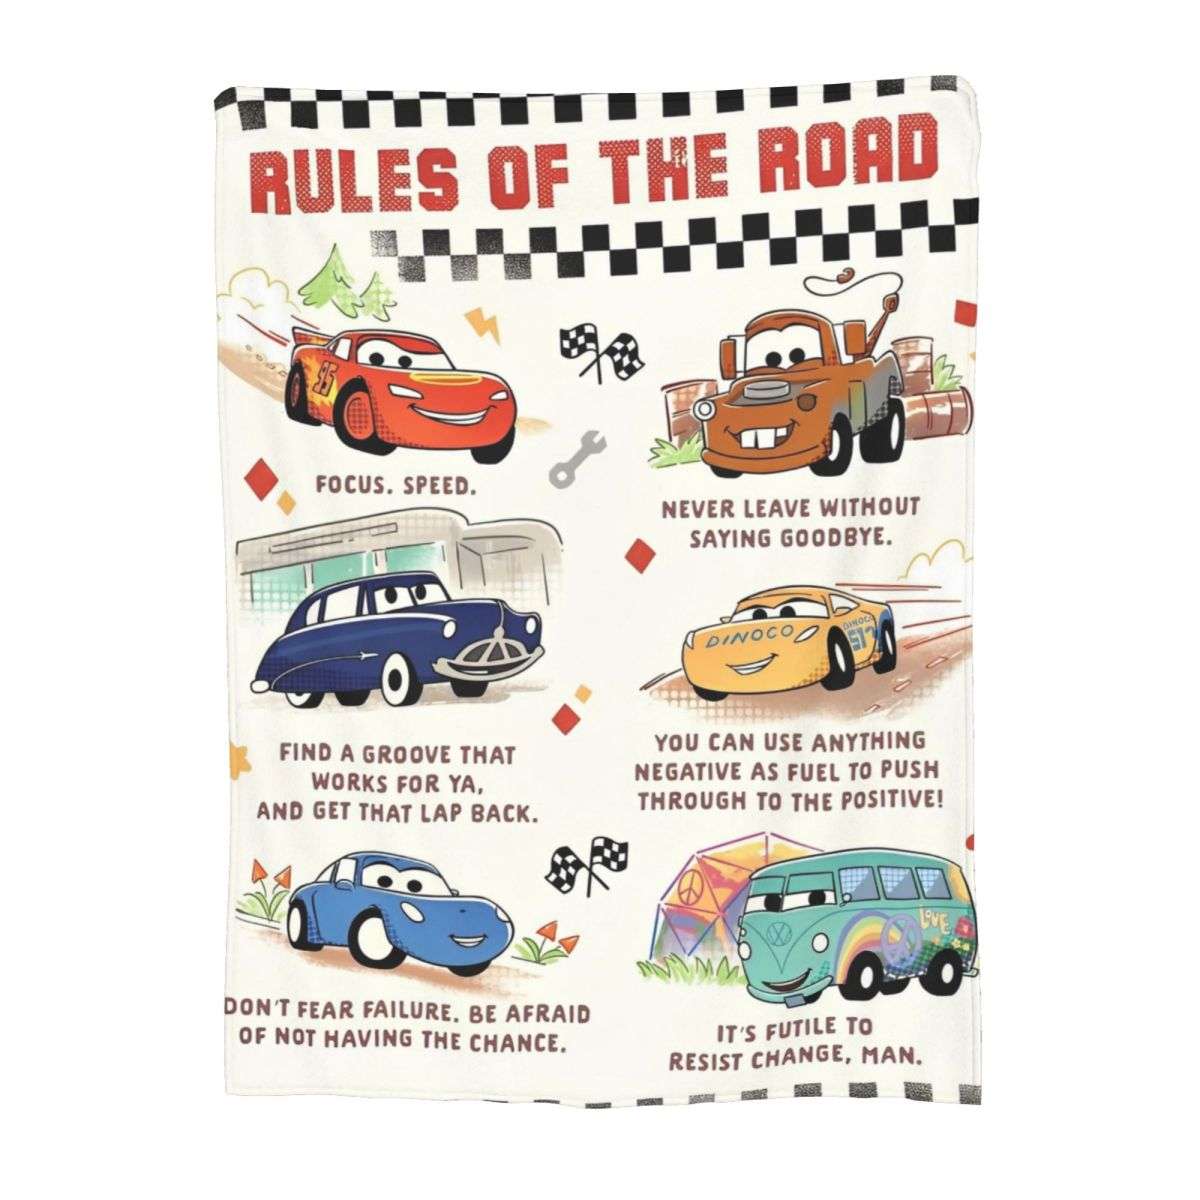 RULES OF THE ROAD
95
FOCUS. SPEED.
NEVER LEAVE WITHOUT
SAYING GOODBYE.
FIND A GROOVE THAT
WORKS FOR YA,
AND GET THAT LAP BACK.
DINOCO
DINOCO
51
YOU CAN USE ANYTHING
NEGATIVE AS FUEL TO PUSH
THROUGH TO THE POSITIVE!
DON'T FEAR FAILURE. BE AFRAID
OF NOT HAVING THE CHANCE.
LOVE
IT'S FUTILE TO
RESIST CHANGE, MAN.